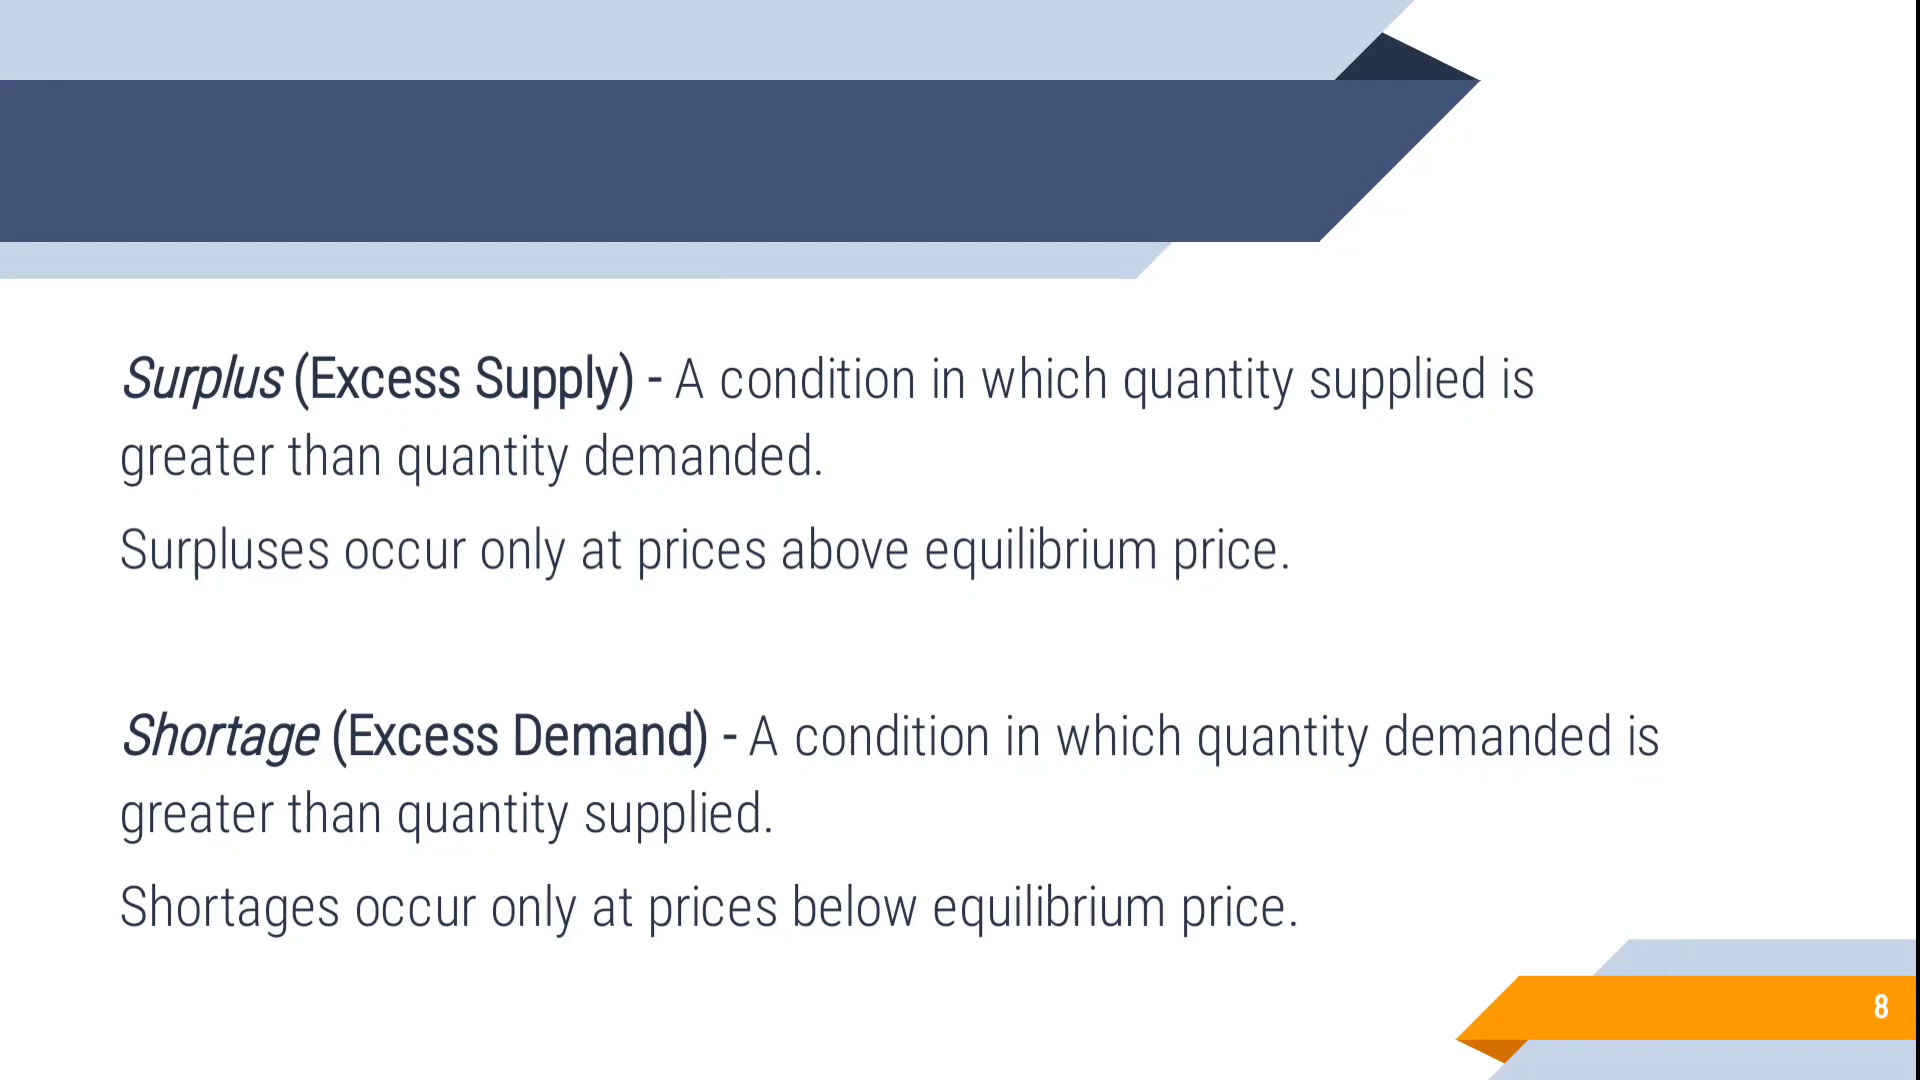 Surplus (Excess Supply) - A condition in which quantity supplied is
greater than quantity demanded.
Surpluses occur only at prices above equilibrium price.
Shortage (Excess Demand) - A condition in which quantity demanded is
greater than quantity supplied.
Shortages occur only at prices below equilibrium price.
8